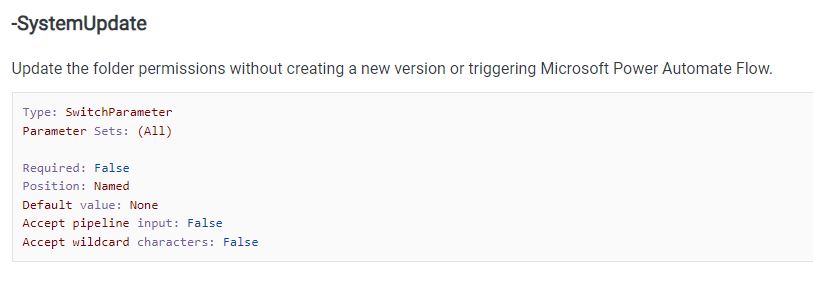 -SystemUpdate
Update the folder permissions without creating a new version or triggering Microsoft Power Automate Flow.
Type: SwitchParameter
Parameter Sets: (All)
Required: False
Position: Named
Default value: None
Accept pipeline input: False
Accept wildcard characters: False